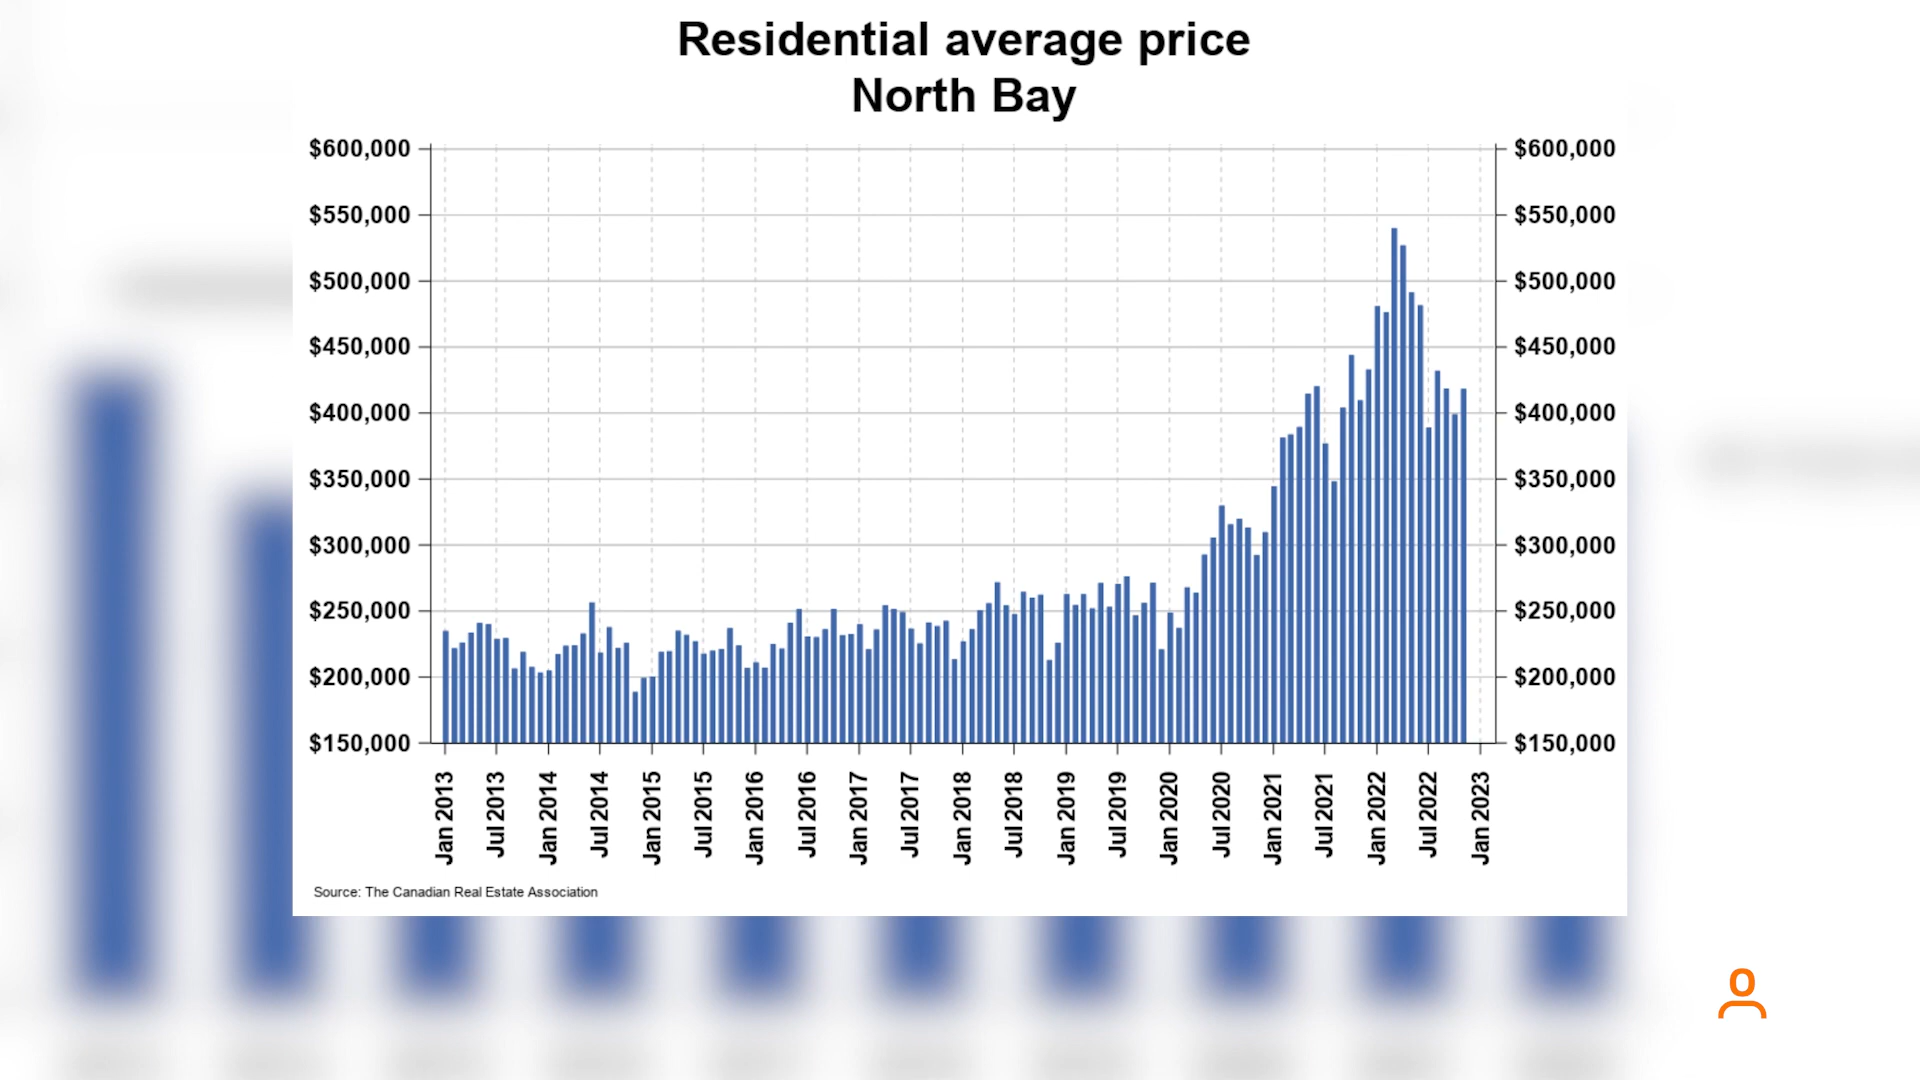 Residential average price
North Bay
$600,000 $600,000
$550,000 $550,000
$500,000 $500,000
$450,000 $450,000
$400,000 $400,000
$350,000 $350,000
$300,000 $300,000
$250,000 $250,000
$200,000 $200,000
$150,000 $150,000
Jan 2013
Jul 2013
Jan 2014
Jul 2014
Jan 2015
Jul 2015
Jan 2016
Jul 2016
Jan 2017
Jul 2017
Jan 2018
Jul 2018
Jan 2019
Jul 2019
Jan 2020
Jul 2020
Jan 2021
Jul 2021
Jan 2022
Jul 2022
Jan 2023
Source: The Canadian Real Estate Association